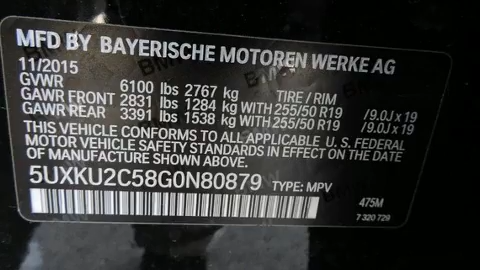 MFD BY BAYERISCHE MOTOREN WERKE AG
11/2015
GVWR 6100 lbs 2767 kg TIRE / RIM
GAWR FRONT 2831 lbs 1284 kg WITH 255/50 R19 /9.0J x 19
GAWR REAR 3391 lbs 1538 kg WITH 255/50 R19 /9.0J x 19
THIS VEHICLE CONFORMS TO ALL APPLICABLE U.S. FEDERAL
MOTOR VEHICLE SAFETY STANDARDS IN EFFECT ON THE DATE
OF MANUFACTURE SHOWN ABOVE.
5UXKU2C58G0N80879 TYPE: MPV
475M
7 320 729